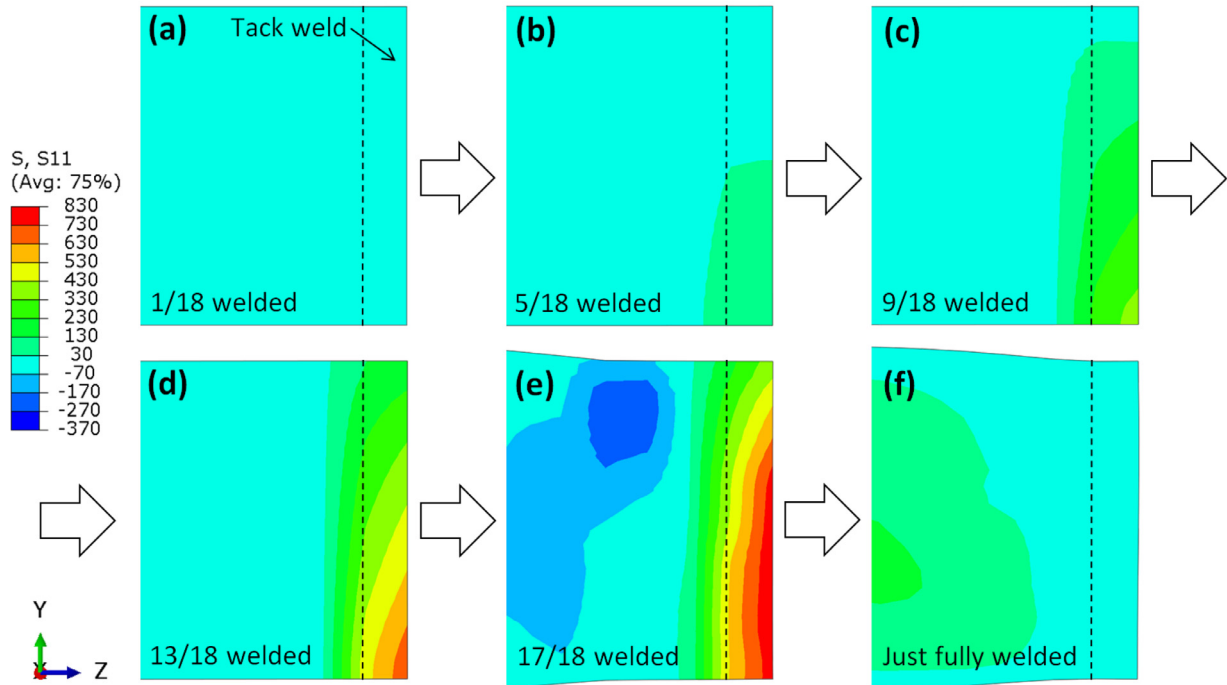 (a)
Tack weld
(b)
(c)
S, S11
(Avg: 75%)
830
730
630
530
430
330
230
130
30
-70
-170
-270
-370
1/18 welded
5/18 welded
9/18 welded
(d)
(e)
(f)
13/18 welded
17/18 welded
Just fully welded
Y
X
Z